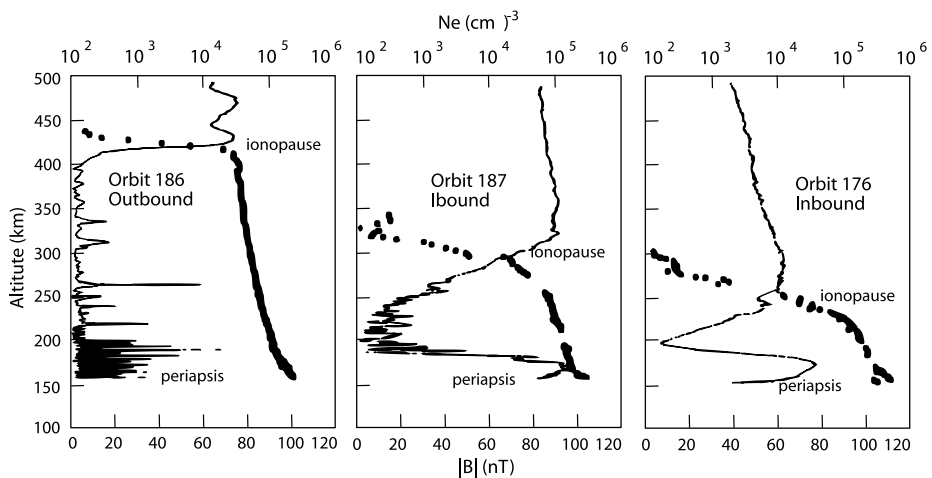 Ne (cm )-3
10 2 10 3 10 4 10 5 10 6 10 2 10 3 10 4 10 5 10 6 10 2 10 3 10 4 10 5 10 6
500
450
400
350
300
250
200
150
100
Altitute (km)
ionopause
Orbit 186
Outbound
periapsis
Orbit 187
Ibound
ionopause
periapsis
Orbit 176
Inbound
ionopause
periapsis
0 20 40 60 80 100 120 0 20 40 60 80 100 120 0 20 40 60 80 100 120
|B| (nT)